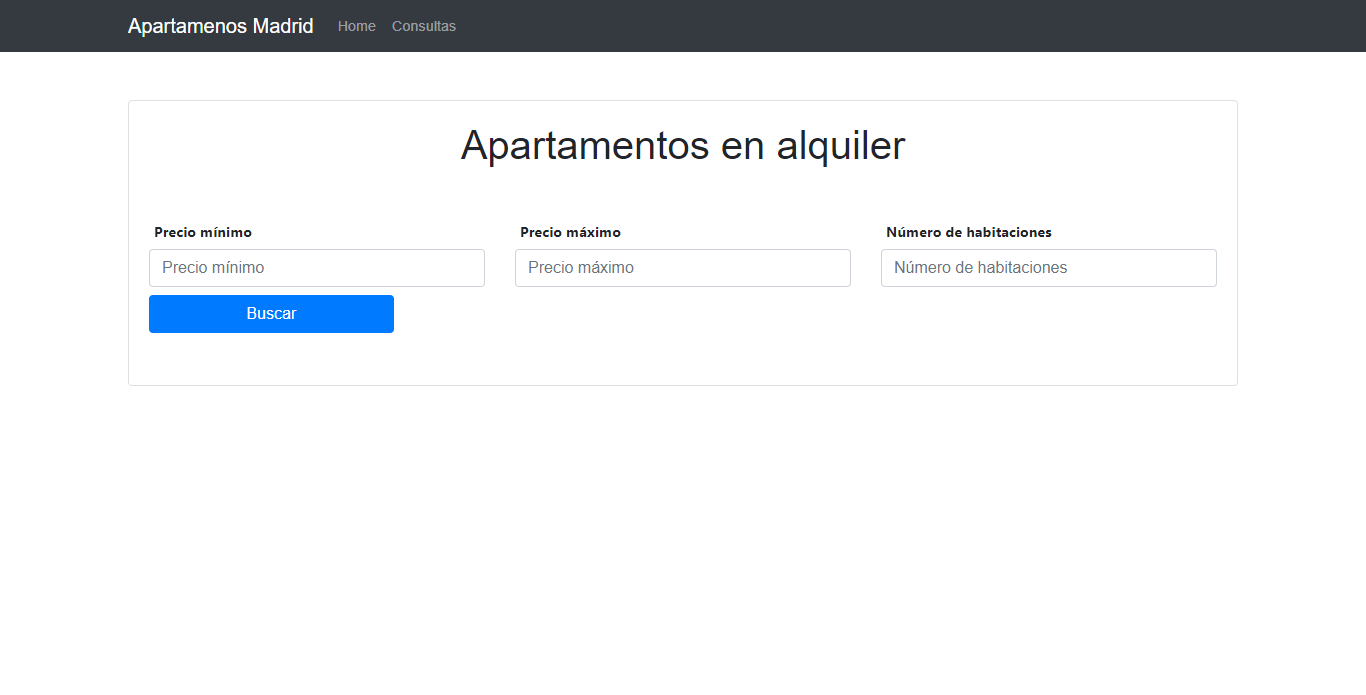 Apartamenos Madrid Home Consultas
Apartamentos en alquiler
Precio mínimo Precio máximo Número de habitaciones
Precio mínimo Precio máximo Número de habitaciones
Buscar